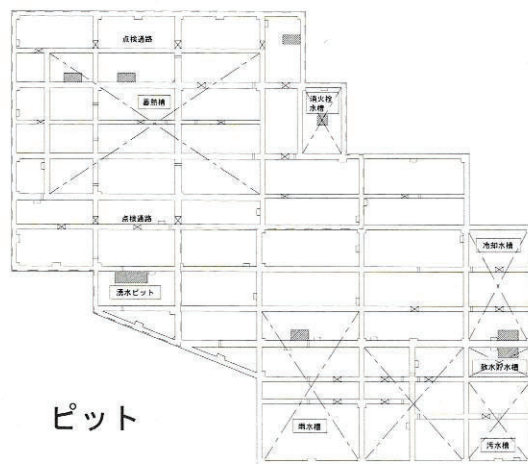 点検通路
蓄熱槽
消火栓
水槽
点検通路
冷却水槽
湧水ピット
散水貯水槽
雨水槽
汚水槽
ピット